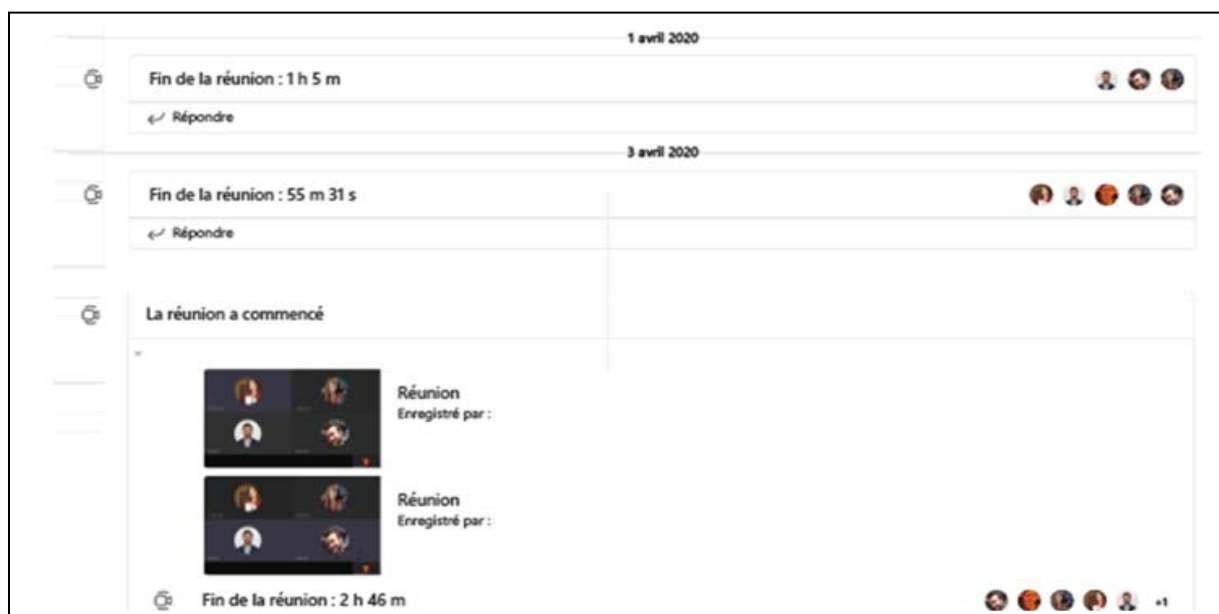 1 avril 2020
Fin de la réunion : 1 h 5 m
Répondre
3 avril 2020
Fin de la réunion : 55 m 31 s
Répondre
La réunion a commencé
Réunion
Enregistré par :
Réunion
Enregistré par :
Fin de la réunion : 2 h 46 m
+1